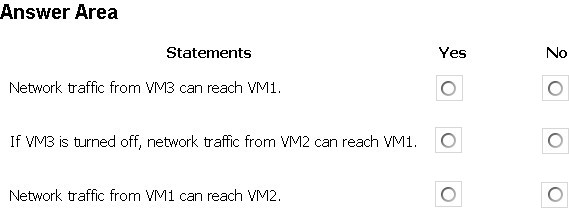 Answer Area
Statements Yes No
Network traffic from VM3 can reach VM1.
If VM3 is turned off, network traffic from VM2 can reach VM1.
Network traffic from VM1 can reach VM2.